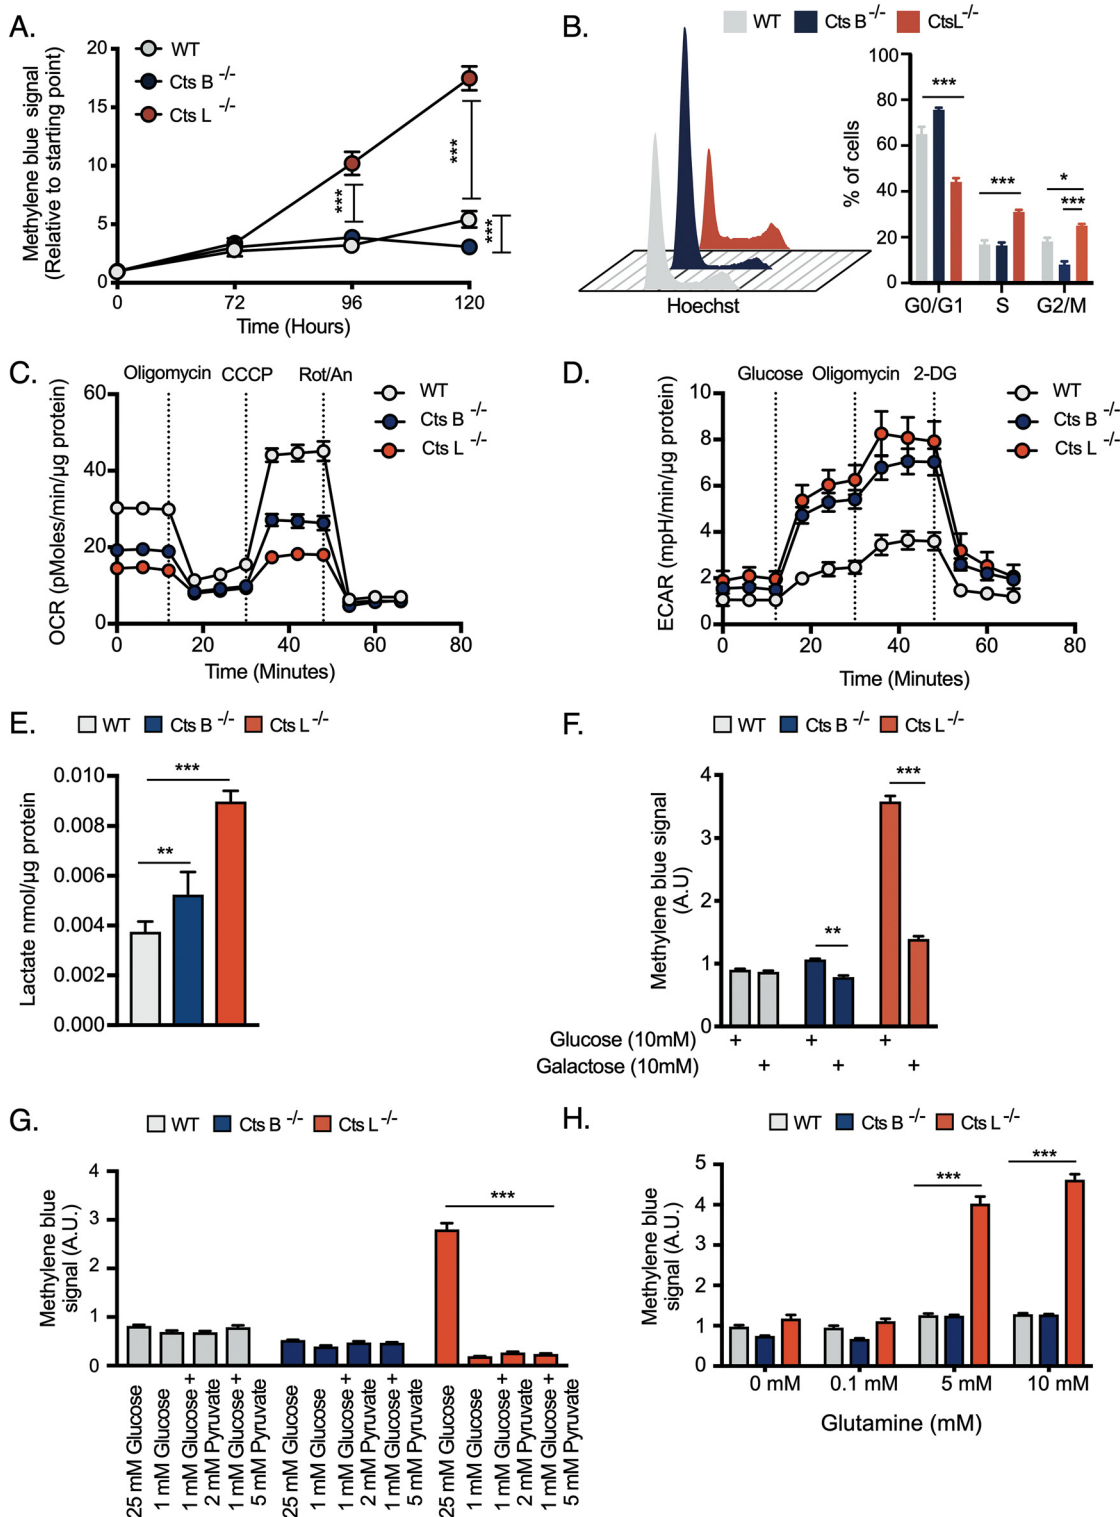 A.
Methylene blue signal
(Relative to starting point)
20
15
10
5
0
0
72
96
120
Time (Hours)
WT
Cts B -/-
Cts L -/-
***
***
***
B.
WT
Cts B -/-
CtsL -/-
Hoechst
% of cells
100
80
60
40
20
0
***
***
*
***
G0/G1
S
G2/M
C.
Oligomycin
CCCP
Rot/An
OCR (pMoles/min/µg protein)
60
40
20
0
0
20
40
60
80
Time (Minutes)
WT
Cts B -/-
Cts L -/-
D.
Glucose
Oligomycin
2-DG
ECAR (mpH/min/µg protein)
10
8
6
4
2
0
0
20
40
60
80
Time (Minutes)
WT
Cts B -/-
Cts L -/-
E.
WT
Cts B -/-
Cts L -/-
Lactate nmol/µg protein
0.010
0.008
0.006
0.004
0.002
0.000
***
**
F.
WT
Cts B -/-
Cts L -/-
Methylene blue signal
(A.U)
4
3
2
1
0
**
***
Glucose (10mM)
+
+
+
Galactose (10mM)
+
+
+
G.
WT
Cts B -/-
Cts L -/-
Methylene blue
signal (A.U.)
4
3
2
1
0
***
25 mM Glucose
1 mM Glucose
1 mM Glucose +
2 mM Pyruvate
1 mM Glucose +
5 mM Pyruvate
25 mM Glucose
1 mM Glucose
1 mM Glucose +
2 mM Pyruvate
1 mM Glucose +
5 mM Pyruvate
25 mM Glucose
1 mM Glucose
1 mM Glucose +
2 mM Pyruvate
1 mM Glucose +
5 mM Pyruvate
H.
WT
Cts B -/-
Cts L -/-
Methylene blue
signal (A.U.)
5
4
3
2
1
0
***
***
0 mM
0.1 mM
5 mM
10 mM
Glutamine (mM)